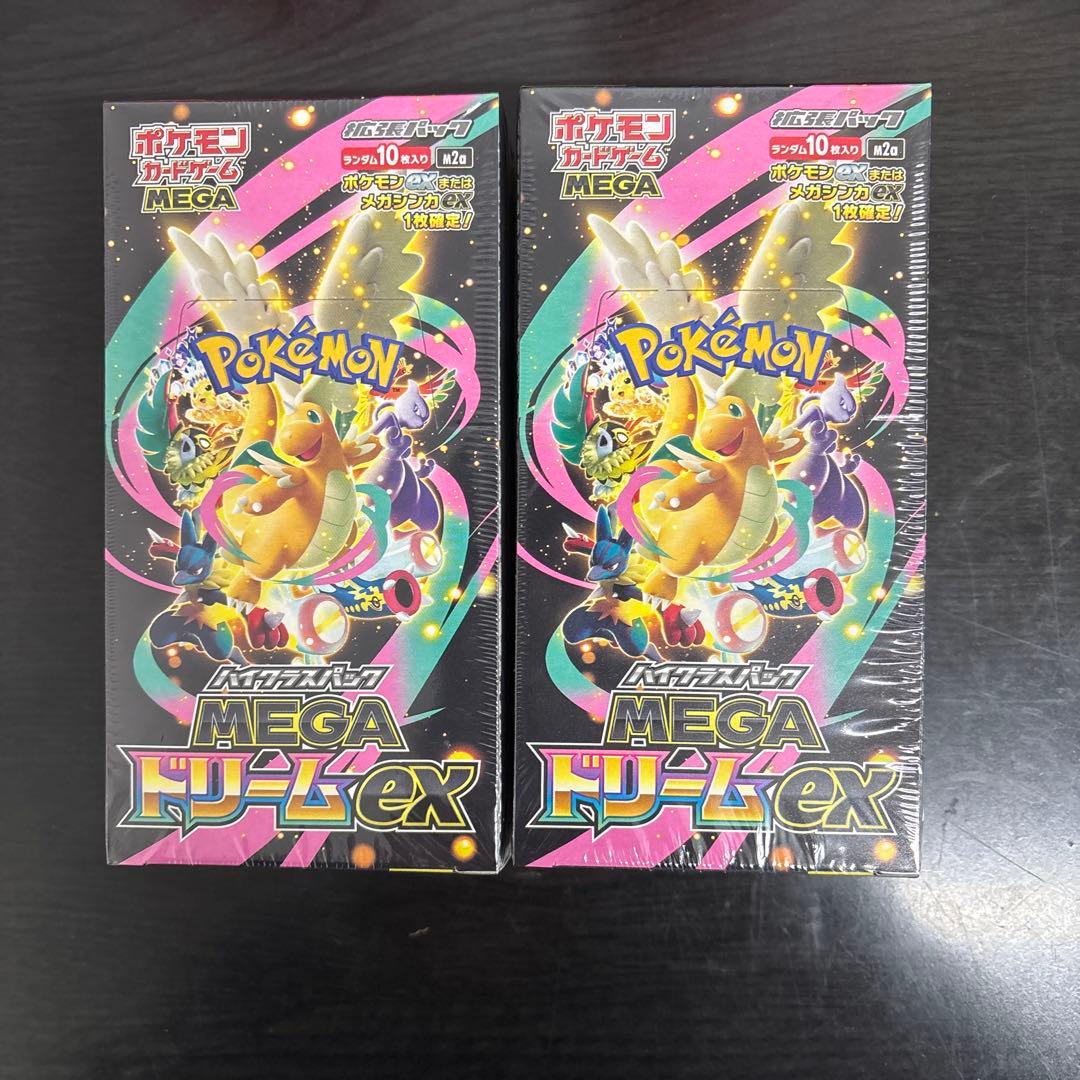 ポケモン
カードゲーム
MEGA
拡張パック
ランダム10枚入り M2a
ポケモンexまたは
メガシンカex
1枚確定!
POKéMON
TM
ハイクラスパック
MEGA
ドリームex
ポケモン
カードゲーム
MEGA
拡張パック
ランダム10枚入り M2a
ポケモンexまたは
メガシンカex
1枚確定!
POKéMON
TM
ハイクラスパック
MEGA
ドリームex